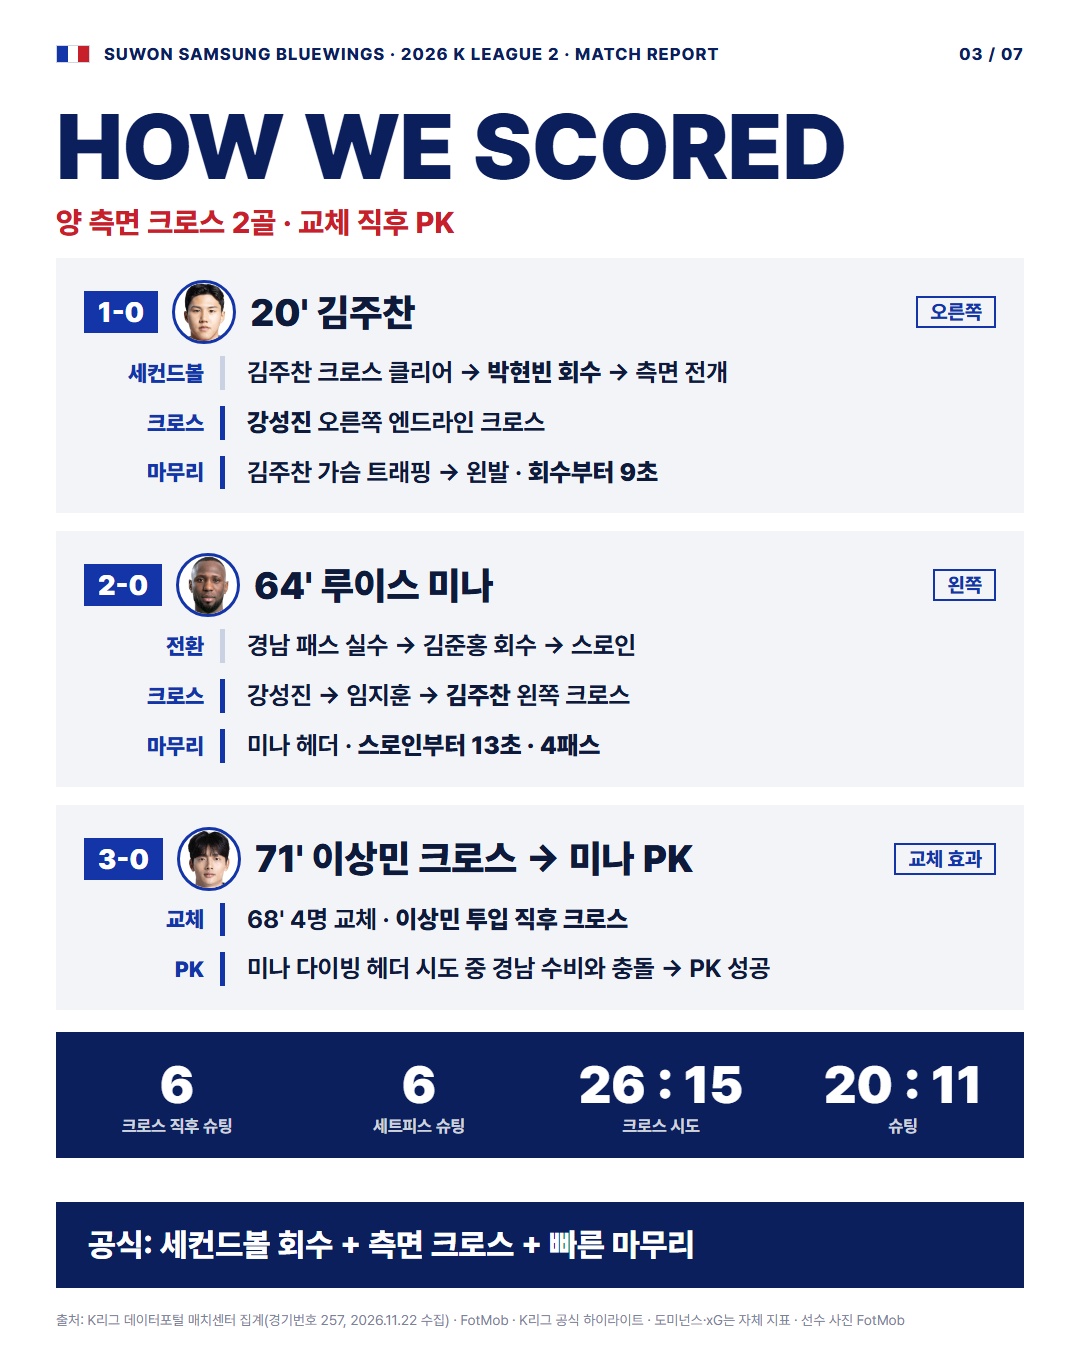 SUWON SAMSUNG BLUEWINGS · 2026 K LEAGUE 2 · MATCH REPORT
03 / 07
HOW WE SCORED
양 측면 크로스 2골 · 교체 직후 PK
1-0
20' 김주찬
오른쪽
세컨드볼
김주찬 크로스 클리어 → 박현빈 회수 → 측면 전개
크로스
강성진 오른쪽 엔드라인 크로스
마무리
김주찬 가슴 트래핑 → 왼발 · 회수부터 9초
2-0
64' 루이스 미나
왼쪽
전환
경남 패스 실수 → 김준홍 회수 → 스로인
크로스
강성진 → 임지훈 → 김주찬 왼쪽 크로스
마무리
미나 헤더 · 스로인부터 13초 · 4패스
3-0
71' 이상민 크로스 → 미나 PK
교체 효과
교체
68' 4명 교체 · 이상민 투입 직후 크로스
PK
미나 다이빙 헤더 시도 중 경남 수비와 충돌 → PK 성공
6
크로스 직후 슈팅
6
세트피스 슈팅
26 : 15
크로스 시도
20 : 11
슈팅
공식: 세컨드볼 회수 + 측면 크로스 + 빠른 마무리
출처: K리그 데이터포털 매치센터 집계(경기번호 257, 2026.11.22 수집) · FotMob · K리그 공식 하이라이트 · 도미넌스·xG는 자체 지표 · 선수 사진 FotMob